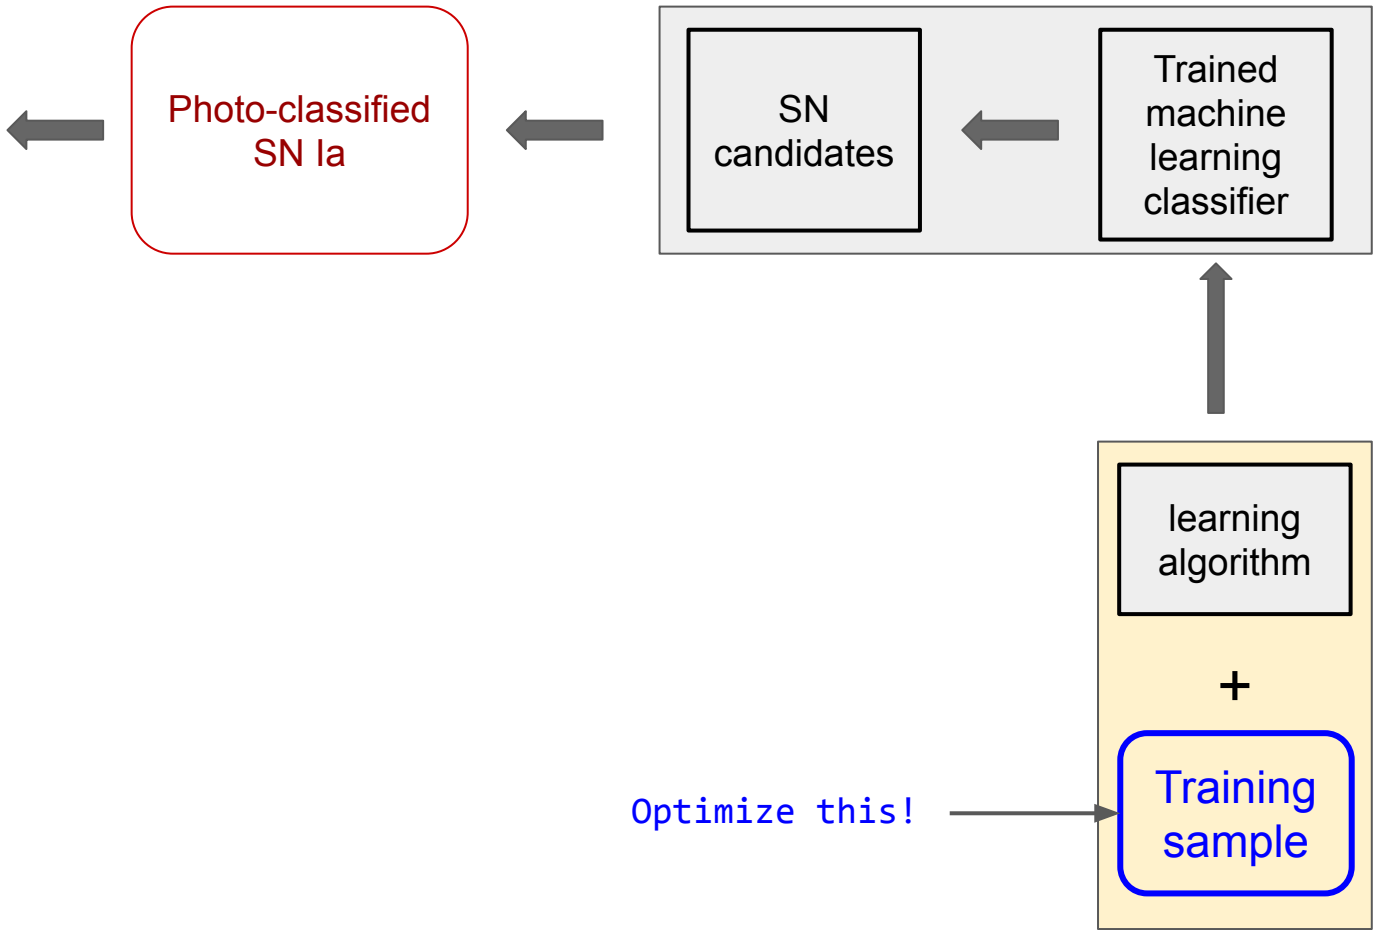 Photo-classified
SN Ia
SN
candidates
Trained
machine
learning
classifier
learning
algorithm
+
Optimize this!
Training
sample